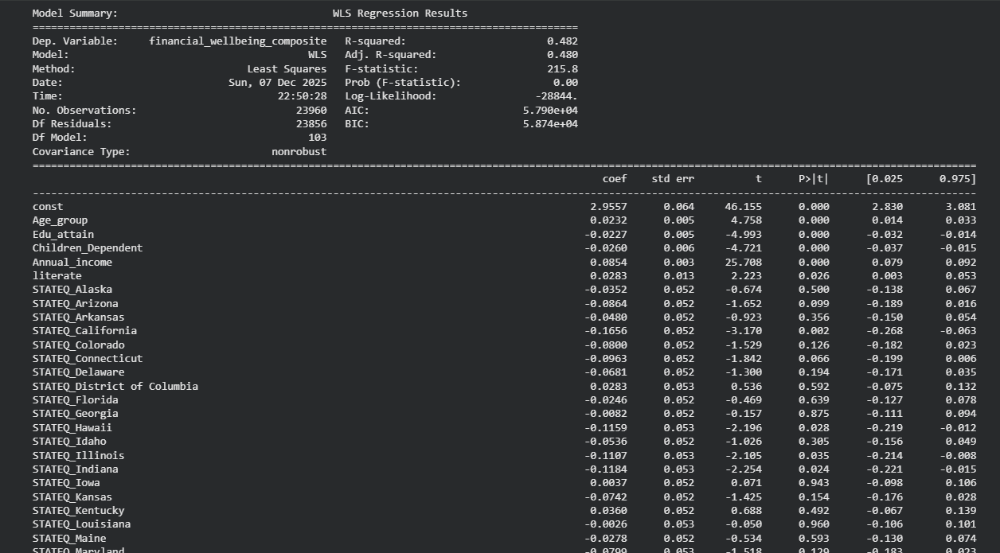 Model Summary: WLS Regression Results
==========================================================================================
Dep. Variable: financial_wellbeing_composite R-squared: 0.482
Model: WLS Adj. R-squared: 0.480
Method: Least Squares F-statistic: 215.8
Date: Sun, 07 Dec 2025 Prob (F-statistic): 0.00
Time: 22:50:28 Log-Likelihood: -28844.
No. Observations: 23960 AIC: 5.790e+04
Df Residuals: 23856 BIC: 5.874e+04
Df Model: 103
Covariance Type: nonrobust
==========================================================================================
coef std err t P>|t| [0.025 0.975]
------------------------------------------------------------------------------------------
const 2.9557 0.064 46.155 0.000 2.830 3.081
Age_group 0.0232 0.005 4.758 0.000 0.014 0.033
Edu_attain -0.0227 0.005 -4.993 0.000 -0.032 -0.014
Children_Dependent -0.0260 0.006 -4.721 0.000 -0.037 -0.015
Annual_income 0.0854 0.003 25.708 0.000 0.079 0.092
literate 0.0283 0.013 2.223 0.026 0.003 0.053
STATEQ_Alaska -0.0352 0.052 -0.674 0.500 -0.138 0.067
STATEQ_Arizona -0.0864 0.052 -1.652 0.099 -0.189 0.016
STATEQ_Arkansas -0.0480 0.052 -0.923 0.356 -0.150 0.054
STATEQ_California -0.1656 0.052 -3.170 0.002 -0.268 -0.063
STATEQ_Colorado -0.0800 0.052 -1.529 0.126 -0.182 0.023
STATEQ_Connecticut -0.0963 0.052 -1.842 0.066 -0.199 0.006
STATEQ_Delaware -0.0681 0.052 -1.300 0.194 -0.171 0.035
STATEQ_District of Columbia 0.0283 0.053 0.536 0.592 -0.075 0.132
STATEQ_Florida -0.0246 0.052 -0.469 0.639 -0.127 0.078
STATEQ_Georgia -0.0082 0.052 -0.157 0.875 -0.111 0.094
STATEQ_Hawaii -0.1159 0.053 -2.196 0.028 -0.219 -0.012
STATEQ_Idaho -0.0536 0.052 -1.026 0.305 -0.156 0.049
STATEQ_Illinois -0.1107 0.053 -2.105 0.035 -0.214 -0.008
STATEQ_Indiana -0.1184 0.053 -2.254 0.024 -0.221 -0.015
STATEQ_Iowa 0.0037 0.052 0.071 0.943 -0.098 0.106
STATEQ_Kansas -0.0742 0.052 -1.425 0.154 -0.176 0.028
STATEQ_Kentucky 0.0360 0.052 0.688 0.492 -0.067 0.139
STATEQ_Louisiana -0.0026 0.053 -0.050 0.960 -0.106 0.101
STATEQ_Maine -0.0278 0.052 -0.534 0.593 -0.130 0.074
STATEQ_Maryland -0.0799 0.053 -1.518 0.129 -0.183 0.023